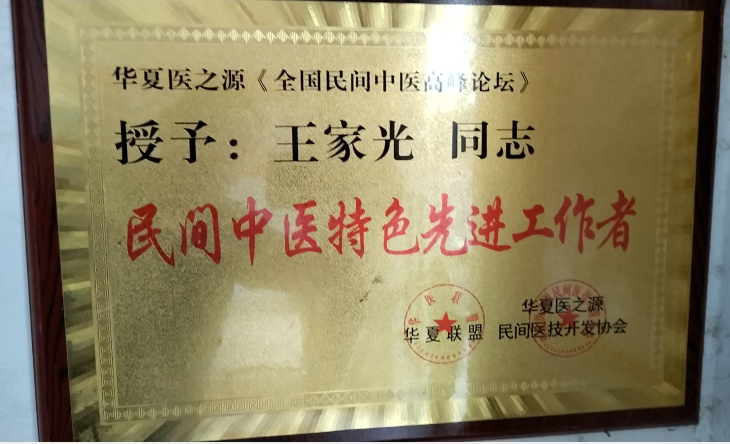 华夏医之源《全国民间中医高峰论坛》
授予：王家光 同志
民间中医特色先进工作者
华夏联盟
华夏医之源
民间医技开发协会